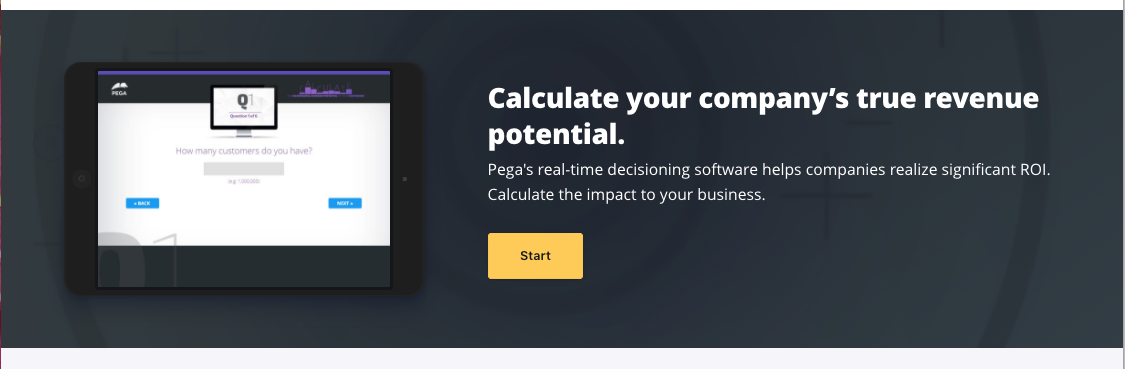 PEGA
Q1
Question 1 of 6
How many customers do you have?
(e.g. 1,000,000)
« BACK
NEXT »
Q1
Calculate your company’s true revenue
potential.
Pega's real-time decisioning software helps companies realize significant ROI.
Calculate the impact to your business.
Start